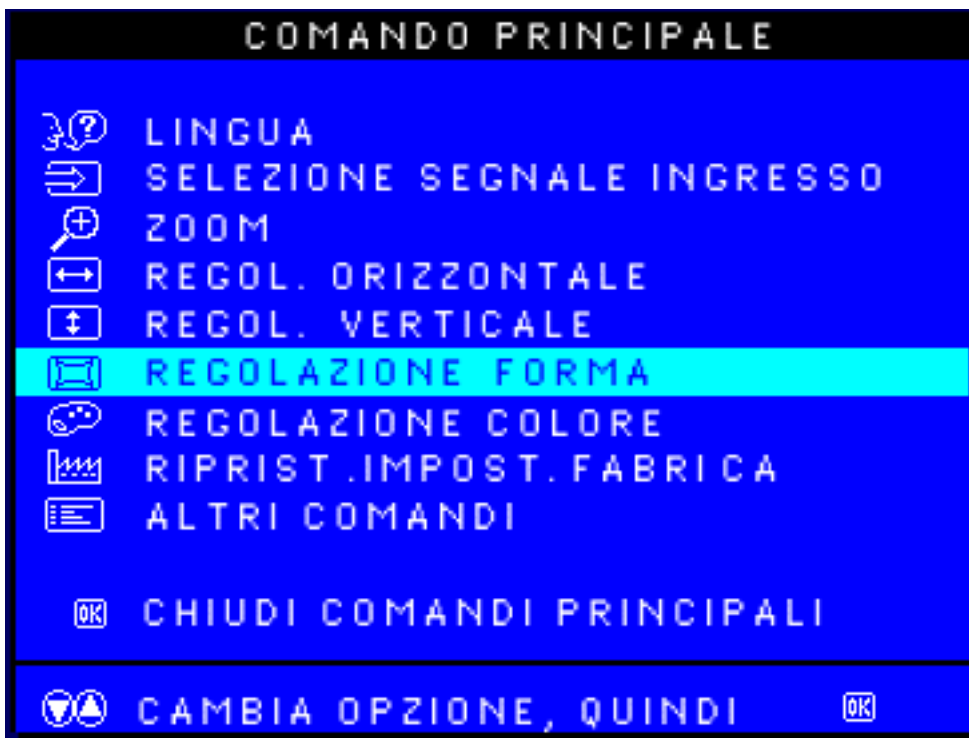 COMANDO PRINCIPALE
LINGUA
SELEZIONE SEGNALE INGRESSO
ZOOM
REGOL. ORIZZONTALE
REGOL. VERTICALE
REGOLAZIONE FORMA
REGOLAZIONE COLORE
RIPRIST.IMPOST.FABRICA
ALTRI COMANDI
OK CHIUDI COMANDI PRINCIPALI
CAMBIA OPZIONE, QUINDI OK